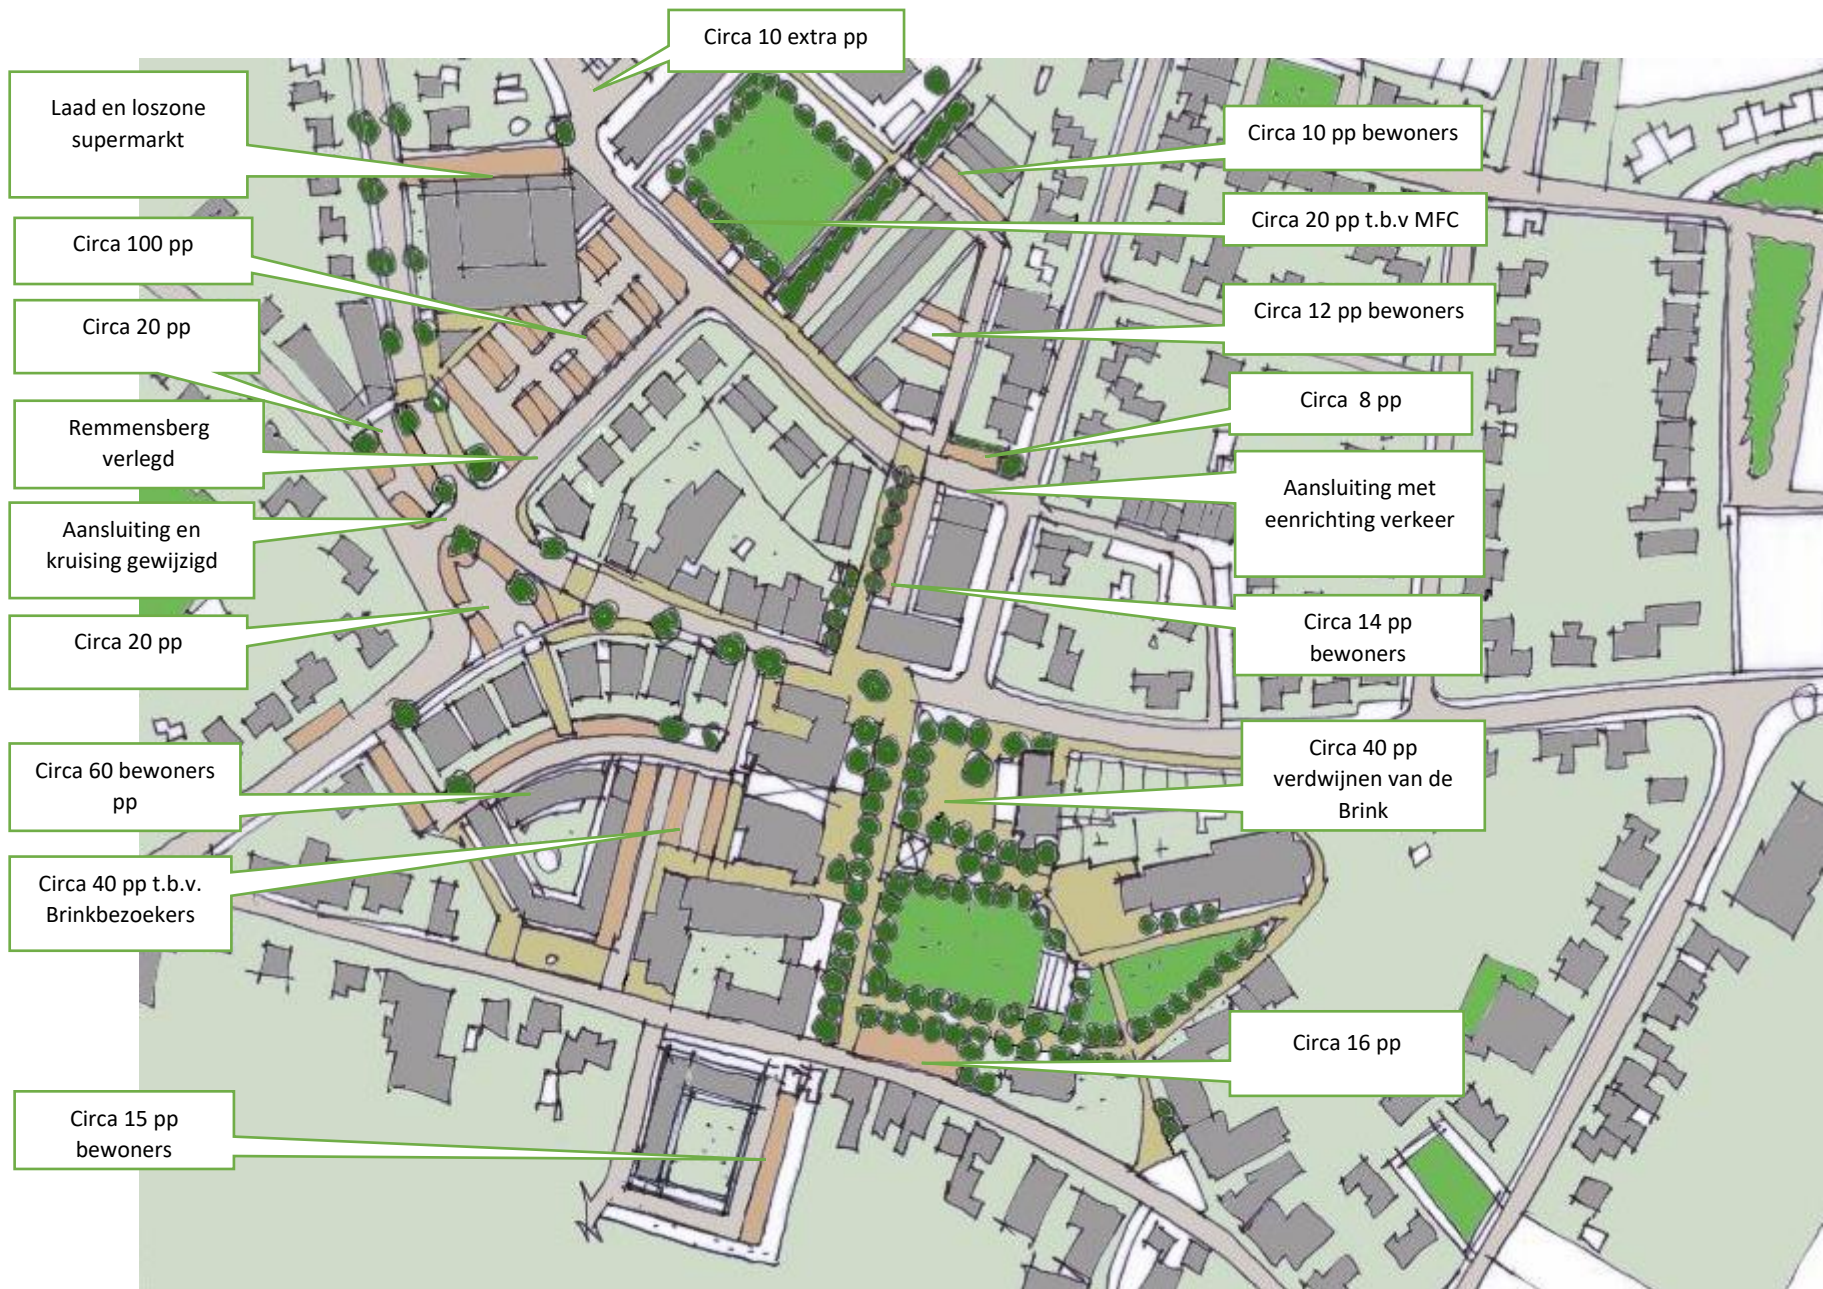 Circa 10 extra pp
Laad en loszone
supermarkt
Circa 100 pp
Circa 20 pp
Remmensberg
verlegd
Aansluiting en
kruising gewijzigd
Circa 20 pp
Circa 60 bewoners
pp
Circa 40 pp t.b.v.
Brinkbezoekers
Circa 15 pp
bewoners
Circa 10 pp bewoners
Circa 20 pp t.b.v MFC
Circa 12 pp bewoners
Circa 8 pp
Aansluiting met
eenrichting verkeer
Circa 14 pp
bewoners
Circa 40 pp
verdwijnen van de
Brink
Circa 16 pp